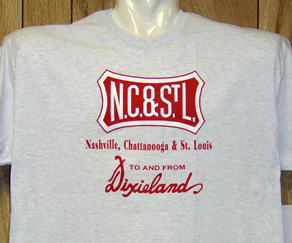 N.C.&ST.L.
Nashville, Chattanooga & St. Louis
TO AND FROM
Dixieland